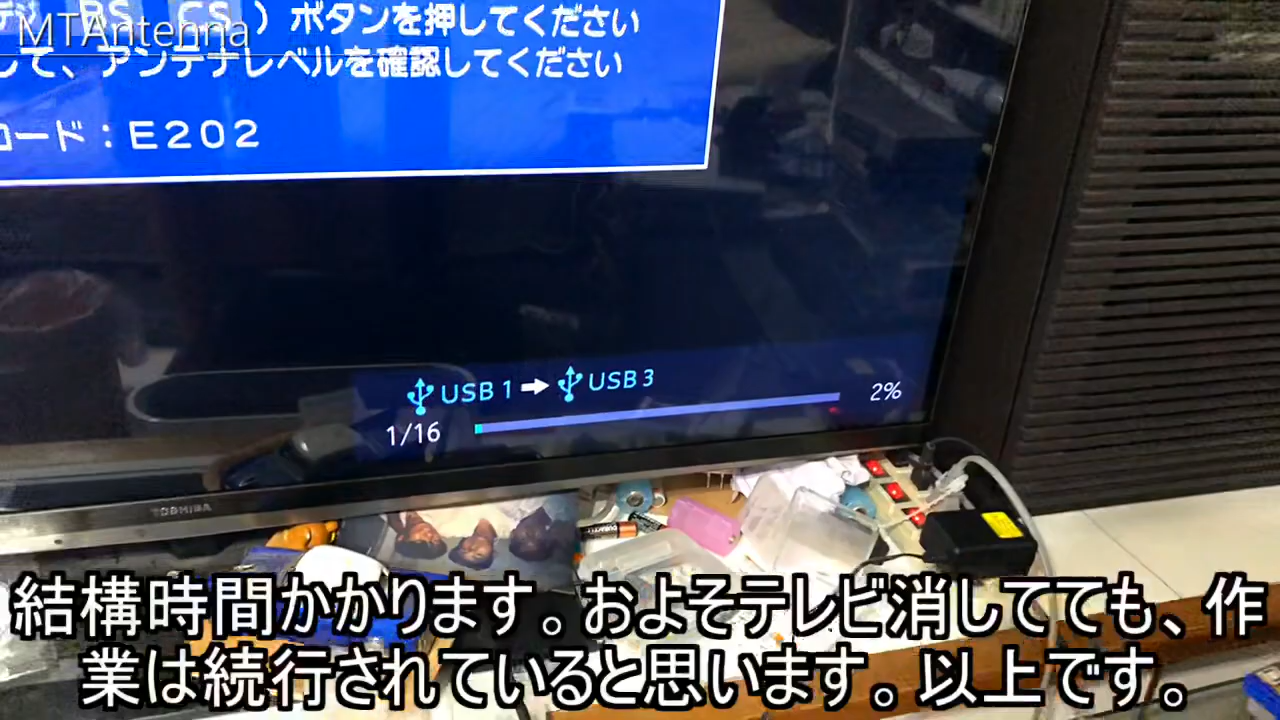 MTAntenna
BS CS ）ボタンを押してください
して、アンテナレベルを確認してください
コード：E202
USB 1 → USB 3
1/16
2%
TOSHIBA
DURACELL
結構時間かかります。およそテレビ消してても、作
業は続行されていると思います。以上です。